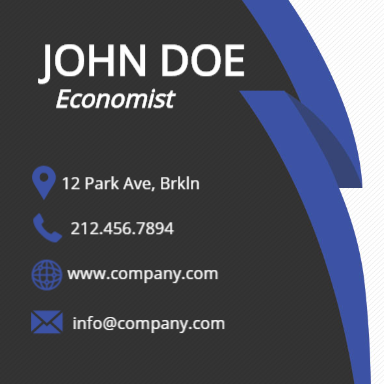 JOHN DOE
Economist
12 Park Ave, Brkln
212.456.7894
www.company.com
info@company.com